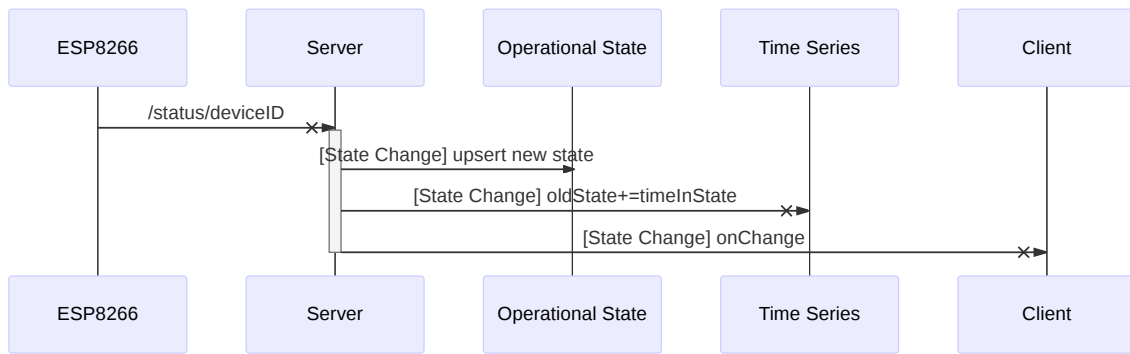 ESP8266
Server
Operational State
Time Series
Client
/status/deviceID
[State Change] upsert new state
[State Change] oldState+=timeInState
[State Change] onChange
ESP8266
Server
Operational State
Time Series
Client